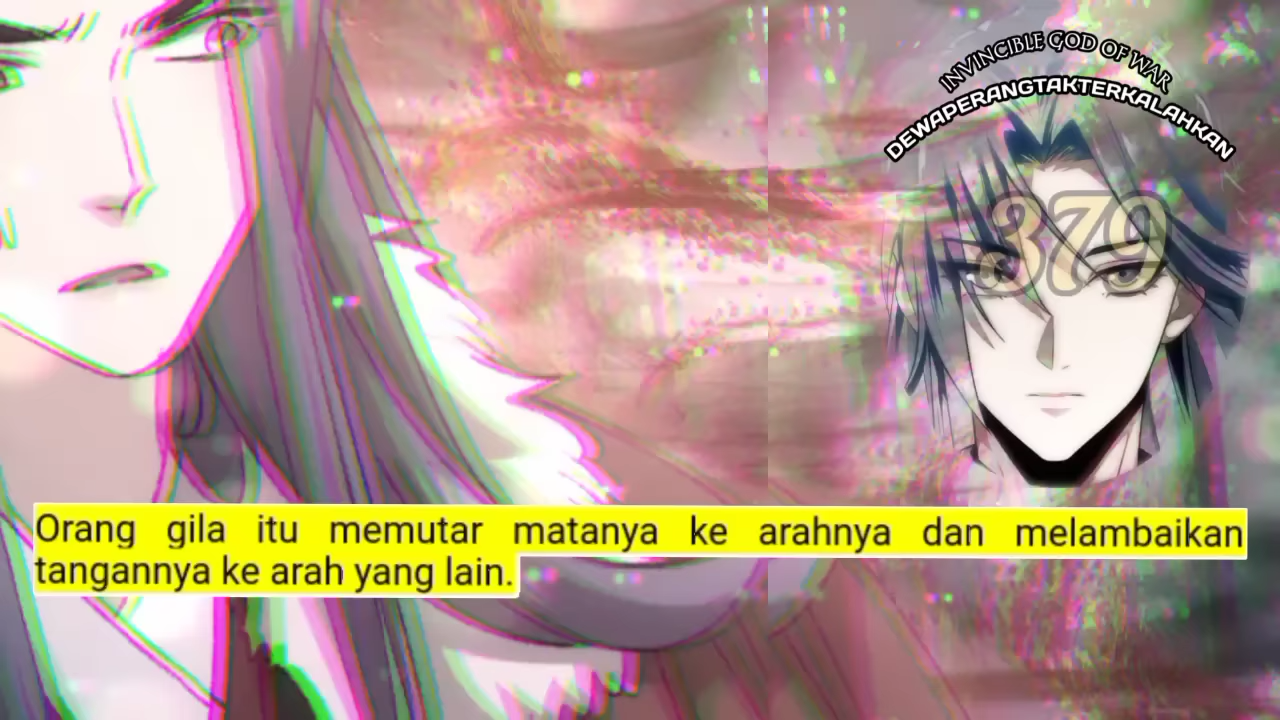 INVINCIBLE GOD OF WAR
DEWAPERANGTAKTERKALAHKAN
379
Orang gila itu memutar matanya ke arahnya dan melambaikan
tangannya ke arah yang lain.